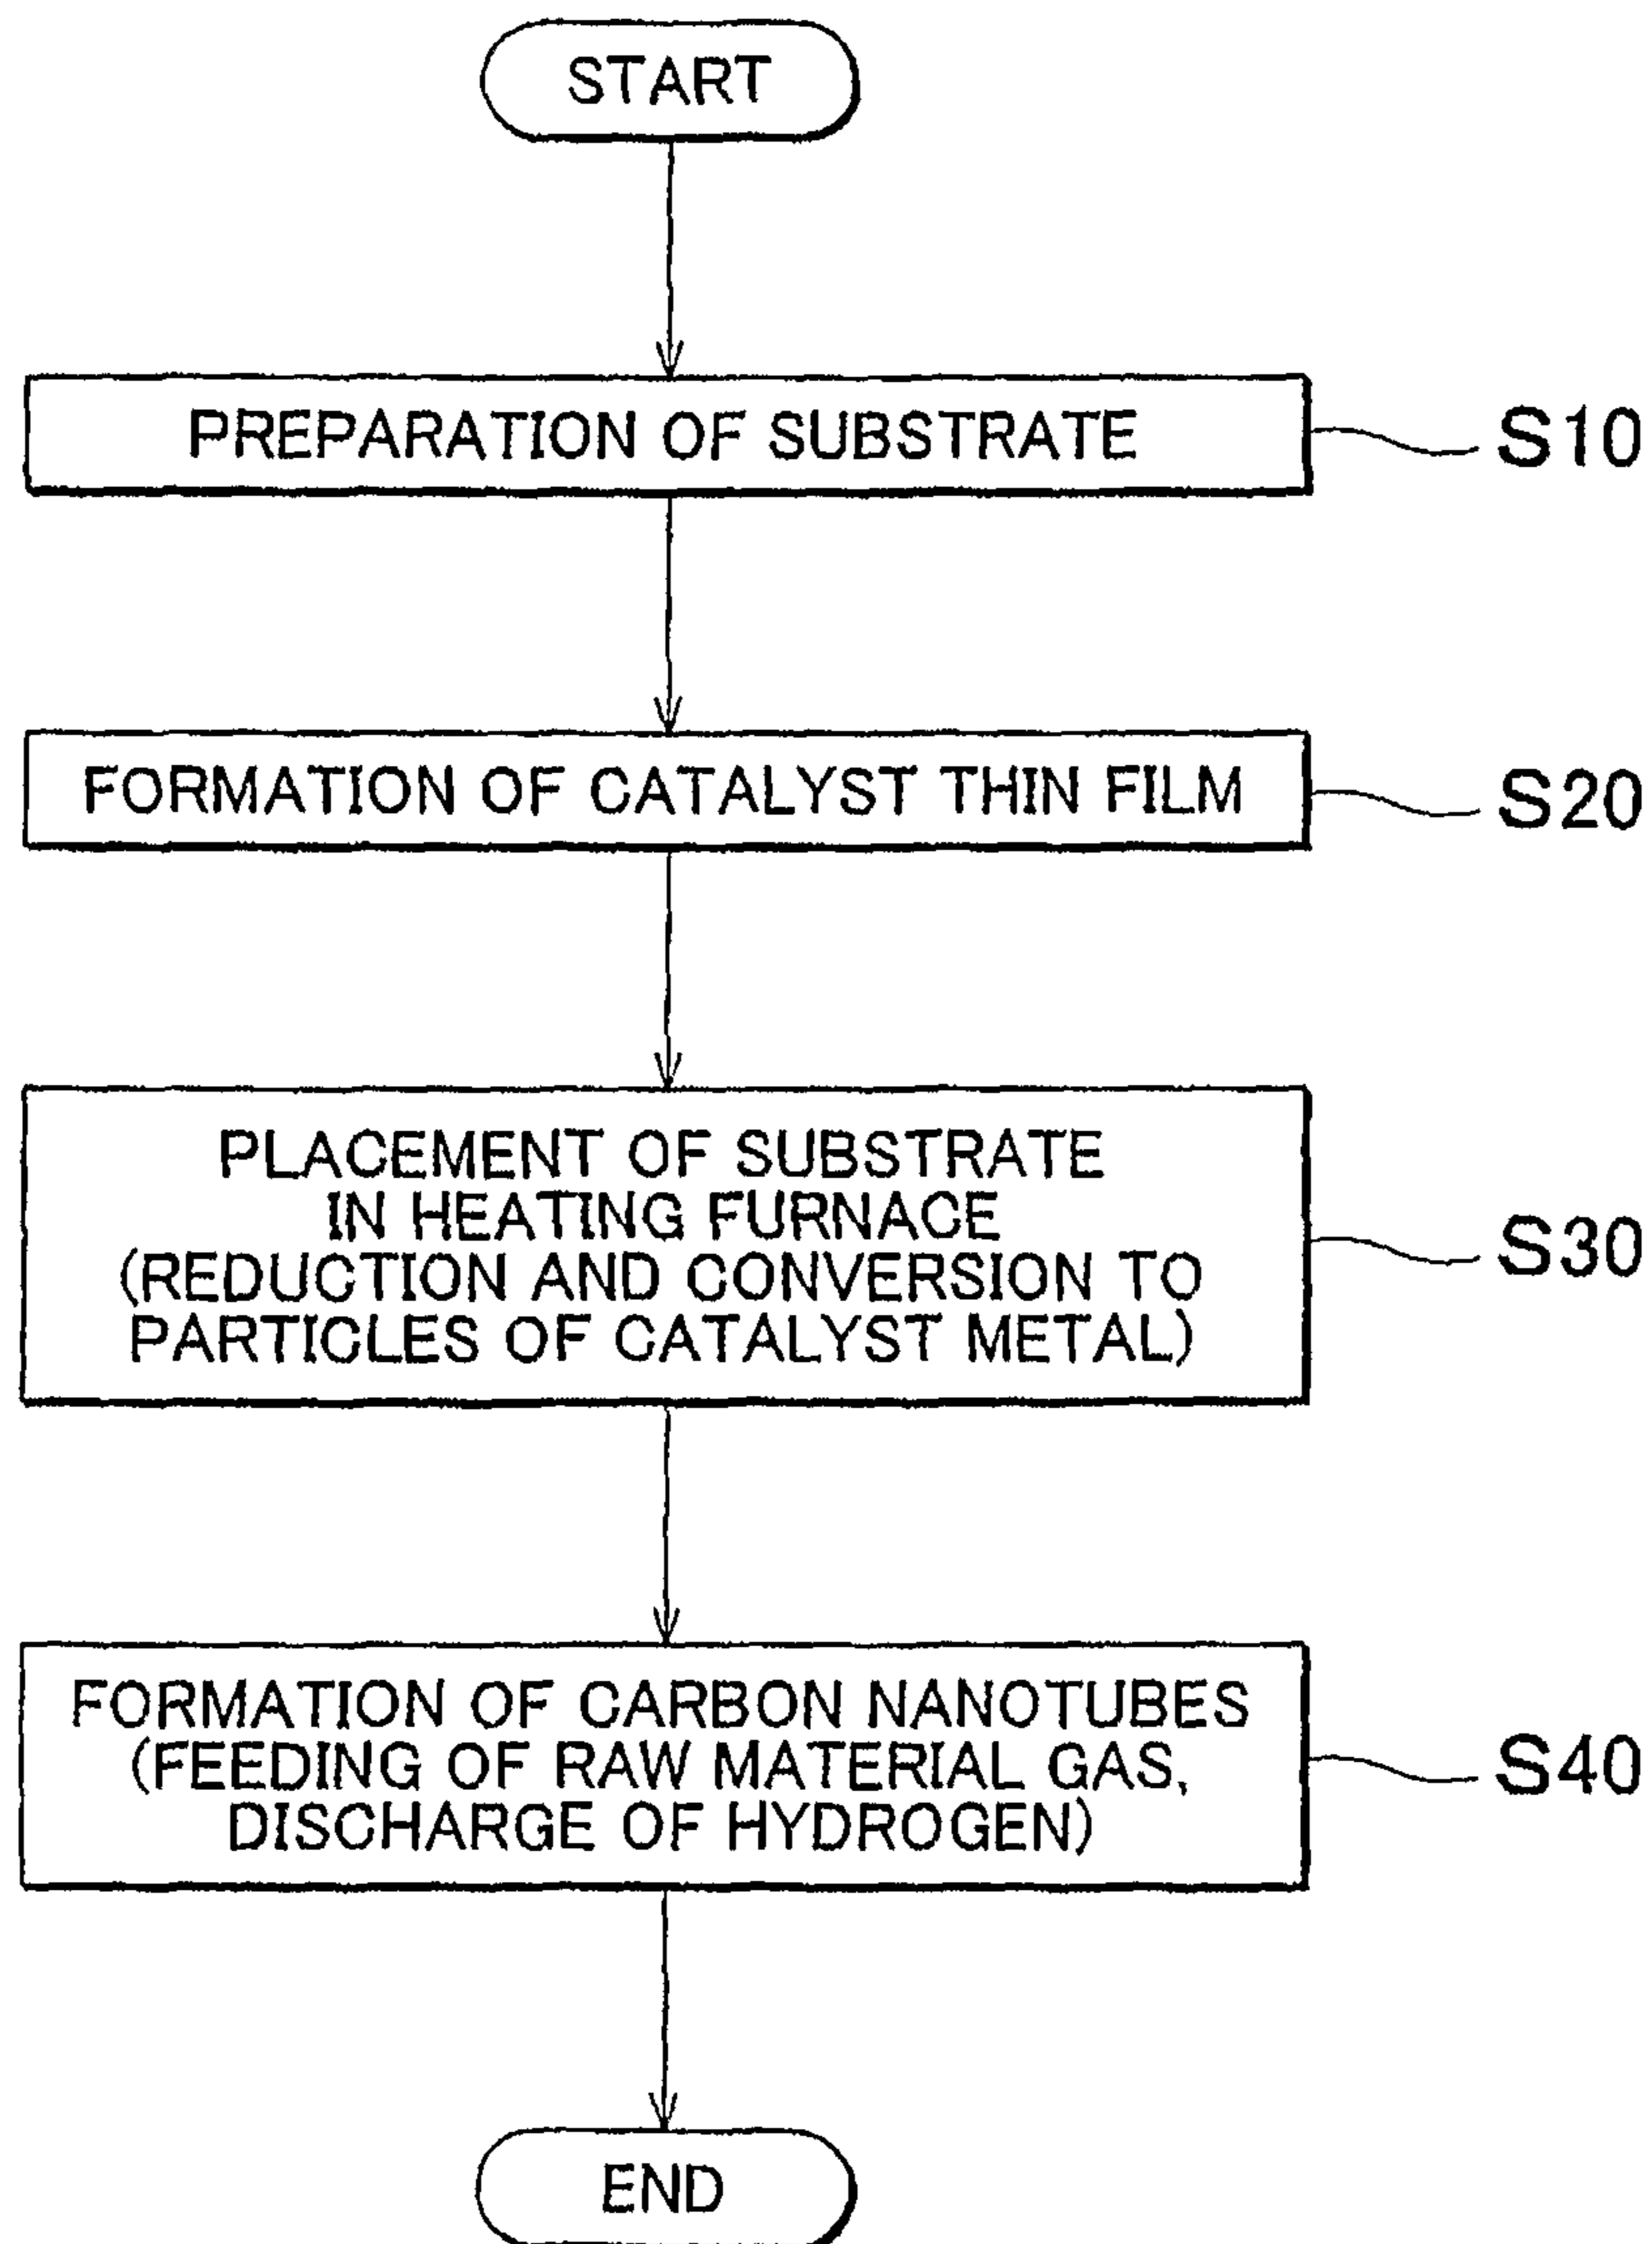 START
PREPARATION OF SUBSTRATE
S10
FORMATION OF CATALYST THIN FILM
S20
PLACEMENT OF SUBSTRATE
IN HEATING FURNACE
(REDUCTION AND CONVERSION TO
PARTICLES OF CATALYST METAL)
S30
FORMATION OF CARBON NANOTUBES
(FEEDING OF RAW MATERIAL GAS,
DISCHARGE OF HYDROGEN)
S40
END